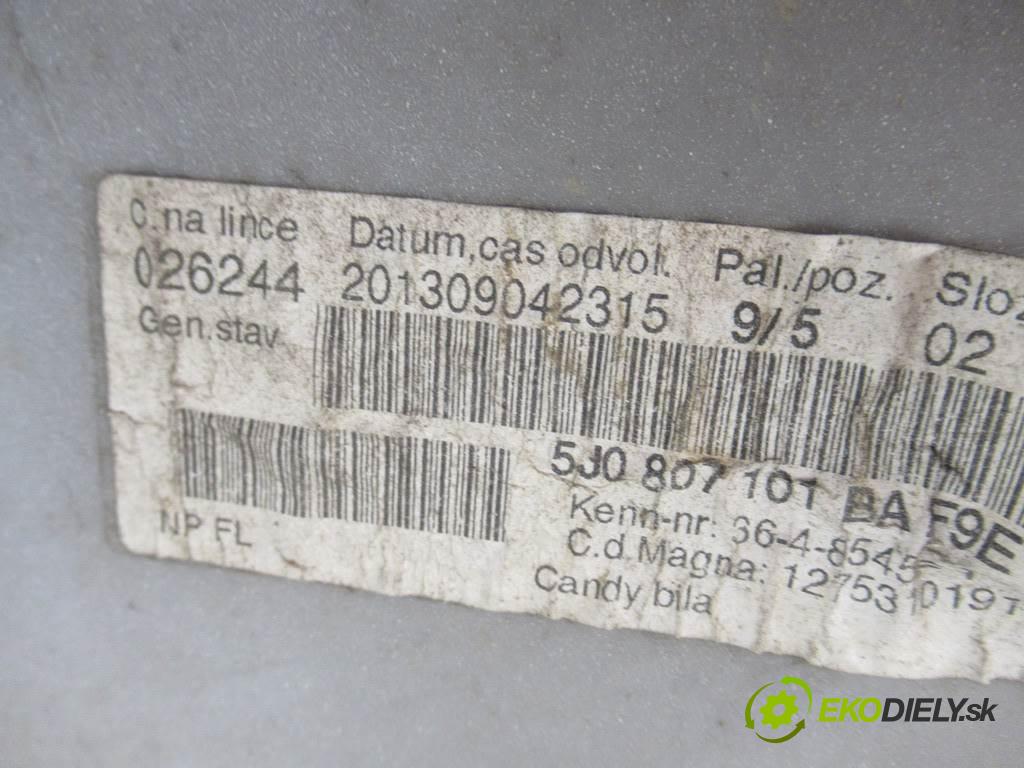 C.na lince Datum,cas odvol. Pal./poz.
026244 201309042315 9/5 02
Gen.stav
5J0 807 101 BA F9E
Kenn-nr: 36-4-8545
NP FL
C.d.Magna:
Candy bila
EKODIELY.sk